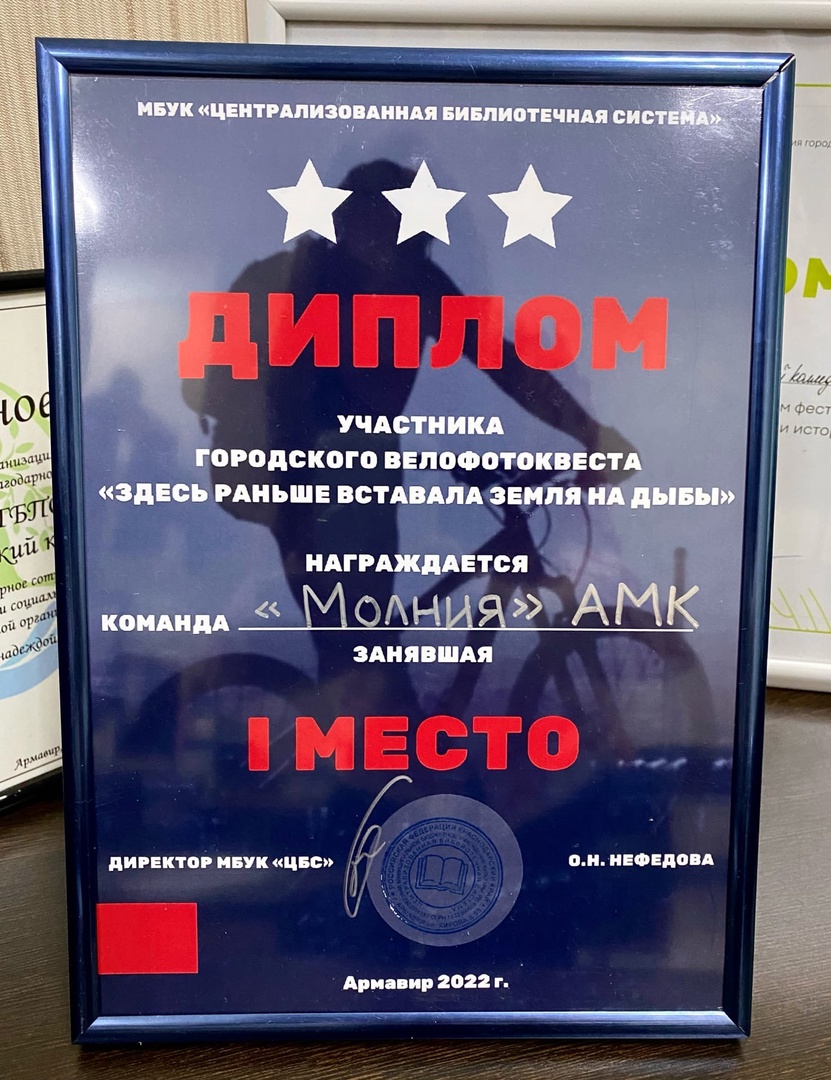 МБУК «ЦЕНТРАЛИЗОВАННАЯ БИБЛИОТЕЧНАЯ СИСТЕМА»
ДИПЛОМ
УЧАСТНИКА
ГОРОДСКОГО ВЕЛОФОТОКВЕСТА
«ЗДЕСЬ РАНЬШЕ ВСТАВАЛА ЗЕМЛЯ НА ДЫБЫ»
НАГРАЖДАЕТСЯ
КОМАНДА «Молния» АМК
ЗАНЯВШАЯ
I МЕСТО
ДИРЕКТОР МБУК «ЦБС»
О.Н. НЕФЕДОВА
Армавир 2022 г.